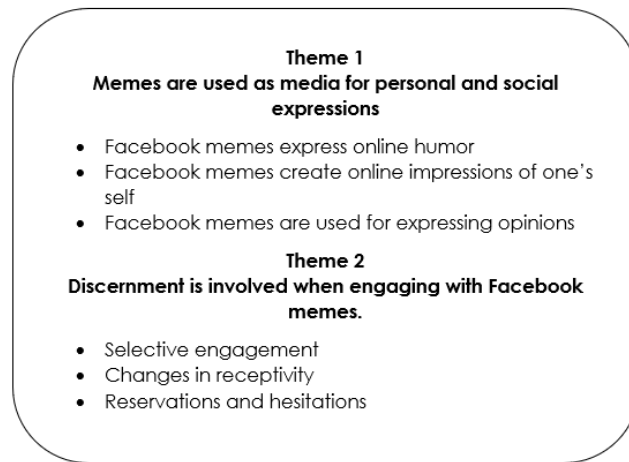 Theme 1
Memes are used as media for personal and social
expressions
• Facebook memes express online humor
• Facebook memes create online impressions of one's
self
• Facebook memes are used for expressing opinions
Theme 2
Discernment is involved when engaging with Facebook
memes.
• Selective engagement
• Changes in receptivity
• Reservations and hesitations